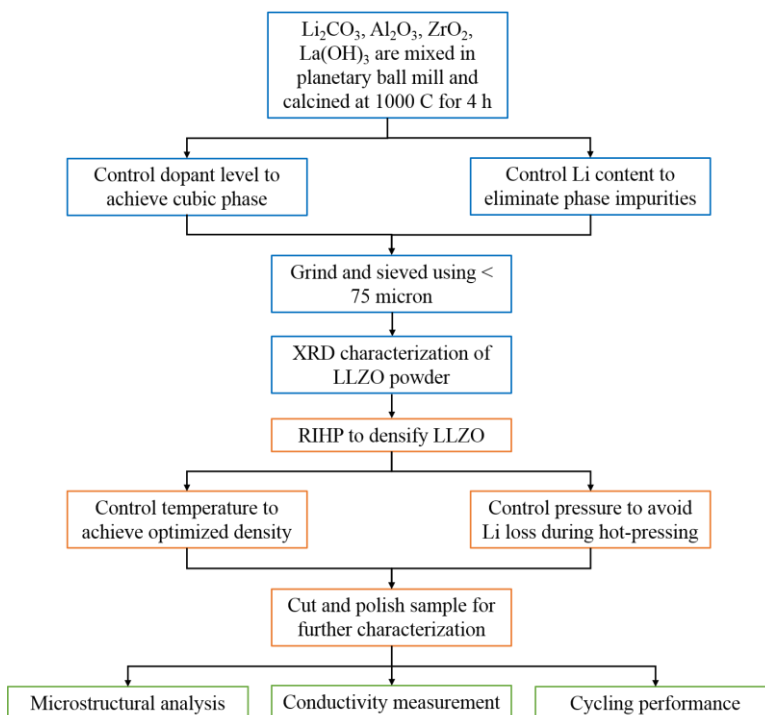 Li₂CO₃, Al₂O₃, ZrO₂,
La(OH)₃ are mixed in
planetary ball mill and
calcined at 1000 C for 4 h
Control dopant level to
achieve cubic phase
Control Li content to
eliminate phase impurities
Grind and sieved using <
75 micron
XRD characterization of
LLZO powder
RIHP to densify LLZO
Control temperature to
achieve optimized density
Control pressure to avoid
Li loss during hot-pressing
Cut and polish sample for
further characterization
Microstructural analysis
Conductivity measurement
Cycling performance